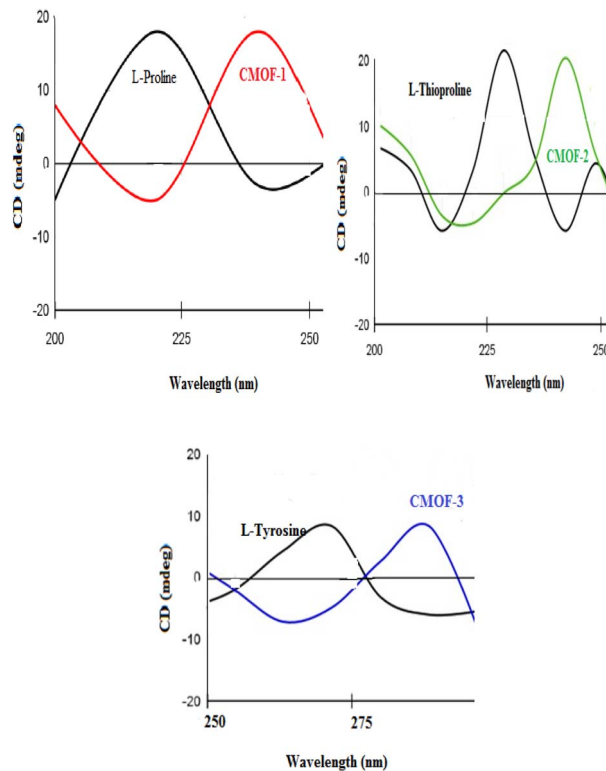 20
10
0
-10
-20
CD (mdeg)
L-Proline
CMOF-1
200
225
250
Wavelength (nm)
20
10
0
-10
-20
CD (mdeg)
L-Thioproline
CMOF-2
200
225
250
Wavelength (nm)
20
10
0
-10
-20
CD (mdeg)
L-Tyrosine
CMOF-3
250
275
Wavelength (nm)